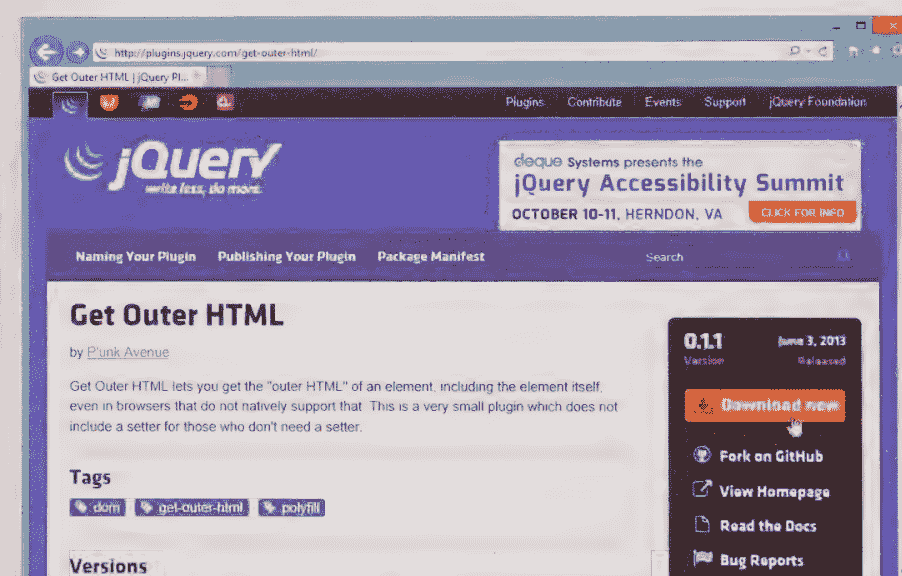 http://plugins.jquery.com/get-outer-html/
Get Outer HTML | jQuery Pl...
Plugins Contribute Events Support jQuery Foundation
jQuery
write less, do more.
deque Systems presents the
jQuery Accessibility Summit
OCTOBER 10-11, HERNDON, VA
CLICK FOR INFO
Naming Your Plugin Publishing Your Plugin Package Manifest Search
Get Outer HTML
by P'unk Avenue
Get Outer HTML lets you get the "outer HTML" of an element, including the element itself,
even in browsers that do not natively support that. This is a very small plugin which does not
include a setter for those who don't need a setter.
Tags
dom get-outer-html polyfill
Versions
0.1.1 June 3, 2013
Version Released
Download now
Fork on GitHub
View Homepage
Read the Docs
Bug Reports